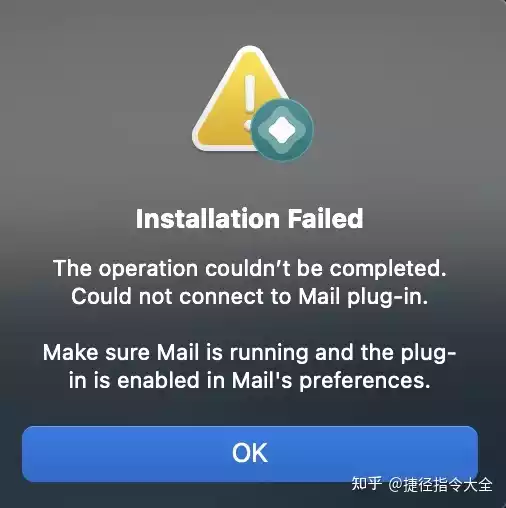 Installation Failed
The operation couldn’t be completed.
Could not connect to Mail plug-in.
Make sure Mail is running and the plug-
in is enabled in Mail's preferences.
OK
知乎 @捷径指令大全